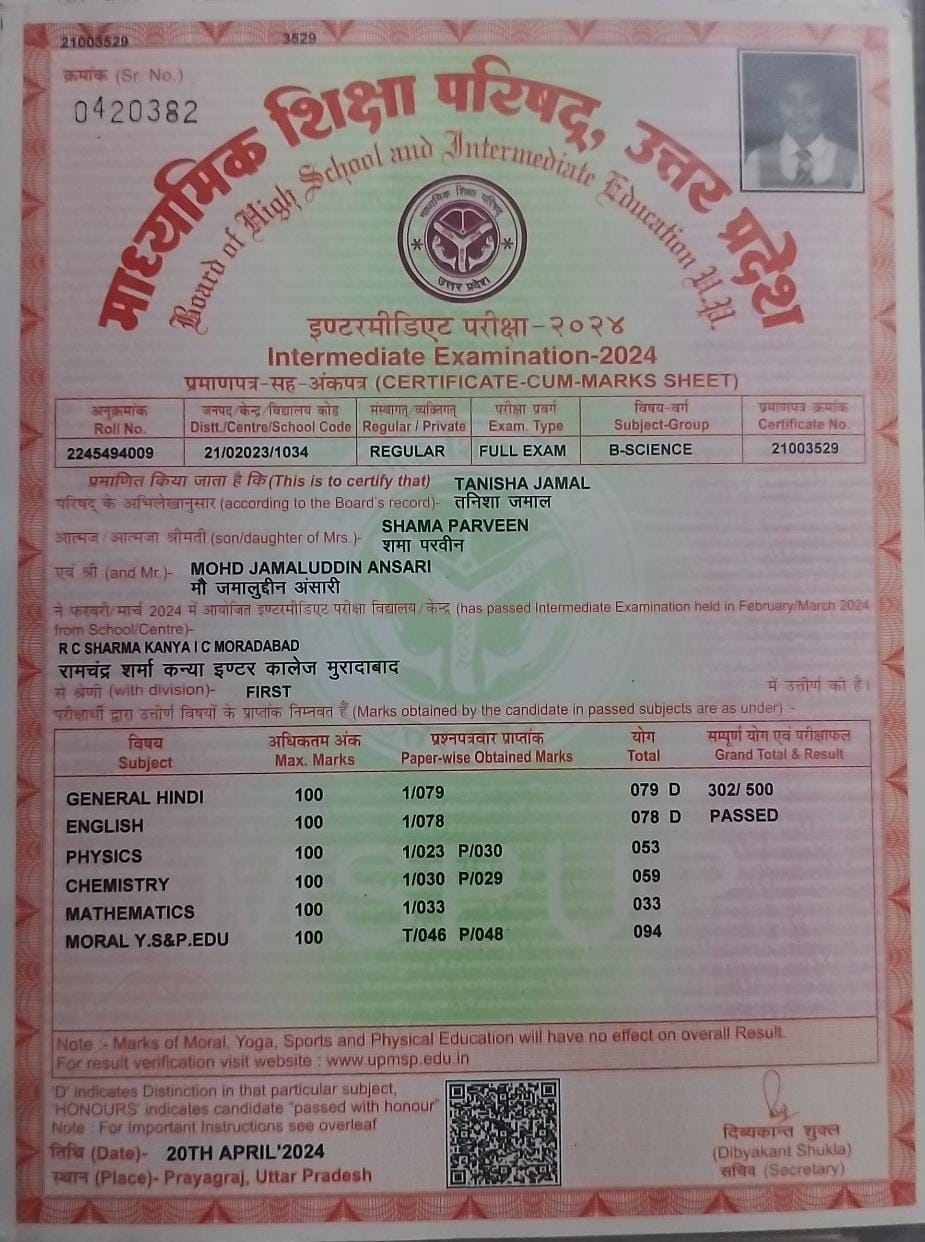 21003529 3529
क्रमांक (Sr. No.)
0420382
माध्यमिक शिक्षा परिषद्, उत्तर प्रदेश
Board of High School and Intermediate Education U.P.
माध्यमिक शिक्षा परिषद्
उत्तर प्रदेश
इण्टरमीडिएट परीक्षा-२०२४
Intermediate Examination-2024
प्रमाणपत्र-सह-अंकपत्र (CERTIFICATE-CUM-MARKS SHEET)
अनुक्रमांक जनपद/केन्द्र/विद्यालय कोड संस्थागत्/व्यक्तिगत् परीक्षा प्रवर्ग विषय-वर्ग प्रमाणपत्र क्रमांक
Roll No. Distt./Centre/School Code Regular / Private Exam. Type Subject-Group Certificate No.
2245494009 21/02023/1034 REGULAR FULL EXAM B-SCIENCE 21003529
प्रमाणित किया जाता है कि (This is to certify that) TANISHA JAMAL
परिषद् के अभिलेखानुसार (according to the Board's record)- तनिशा जमाल
SHAMA PARVEEN
आत्मज/आत्मजा श्रीमती (son/daughter of Mrs.)- शमा परवीन
एवं श्री (and Mr.)- MOHD JAMALUDDIN ANSARI
मौ जमालुद्दीन अंसारी
ने फरवरी/मार्च 2024 में आयोजित इण्टरमीडिएट परीक्षा विद्यालय/केन्द्र (has passed Intermediate Examination held in February/March 2024
from School/Centre)-
R C SHARMA KANYA I C MORADABAD
रामचंद्र शर्मा कन्या इण्टर कालेज मुरादाबाद
से श्रेणी (with division)- FIRST में उत्तीर्ण की है।
परीक्षार्थी द्वारा उत्तीर्ण विषयों के प्राप्तांक निम्नवत हैं (Marks obtained by the candidate in passed subjects are as under) :-
विषय अधिकतम अंक प्रश्नपत्रवार प्राप्तांक योग सम्पूर्ण योग एवं परीक्षाफल
Subject Max. Marks Paper-wise Obtained Marks Total Grand Total & Result
GENERAL HINDI 100 1/079 079 D 302/ 500
ENGLISH 100 1/078 078 D PASSED
PHYSICS 100 1/023 P/030 053
CHEMISTRY 100 1/030 P/029 059
MATHEMATICS 100 1/033 033
MORAL Y.S&P.EDU 100 T/046 P/048 094
MSP UP
Note :- Marks of Moral, Yoga, Sports and Physical Education will have no effect on overall Result.
For result verification visit website : www.upmsp.edu.in
'D' indicates Distinction in that particular subject,
'HONOURS' indicates candidate "passed with honour"
Note : For Important Instructions see overleaf
तिथि (Date)- 20TH APRIL'2024
स्थान (Place)- Prayagraj, Uttar Pradesh
दिब्यकान्त शुक्ल
(Dibyakant Shukla)
सचिव (Secretary)